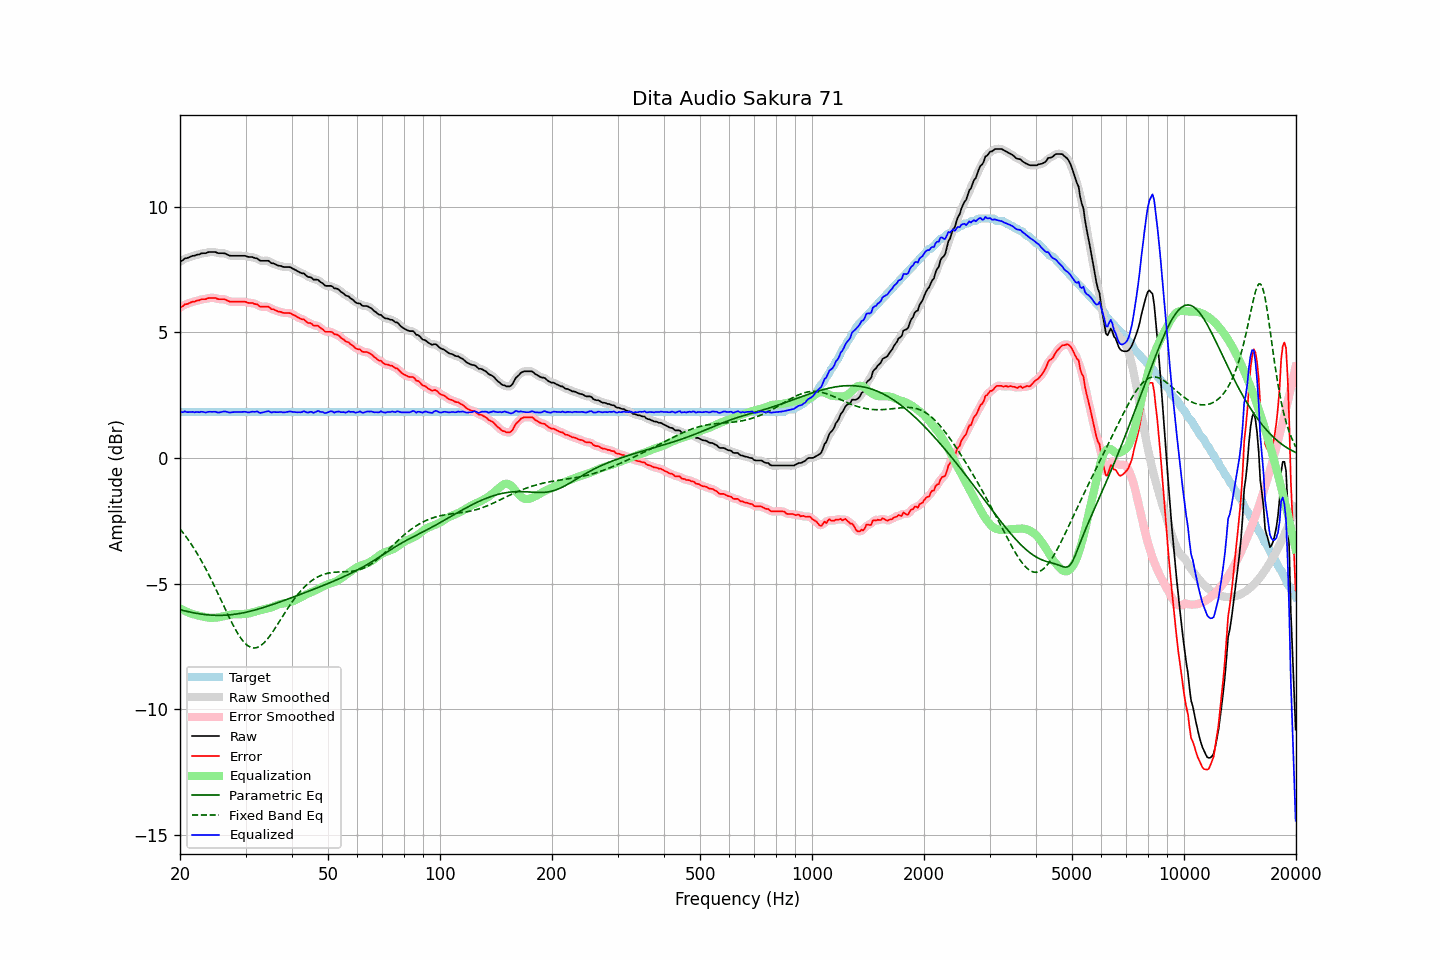 Dita Audio Sakura 71
Amplitude (dBr)
10
5
0
−5
−10
−15
Target
Raw Smoothed
Error Smoothed
Raw
Error
Equalization
Parametric Eq
Fixed Band Eq
Equalized
20 50 100 200 500 1000 2000 5000 10000 20000
Frequency (Hz)